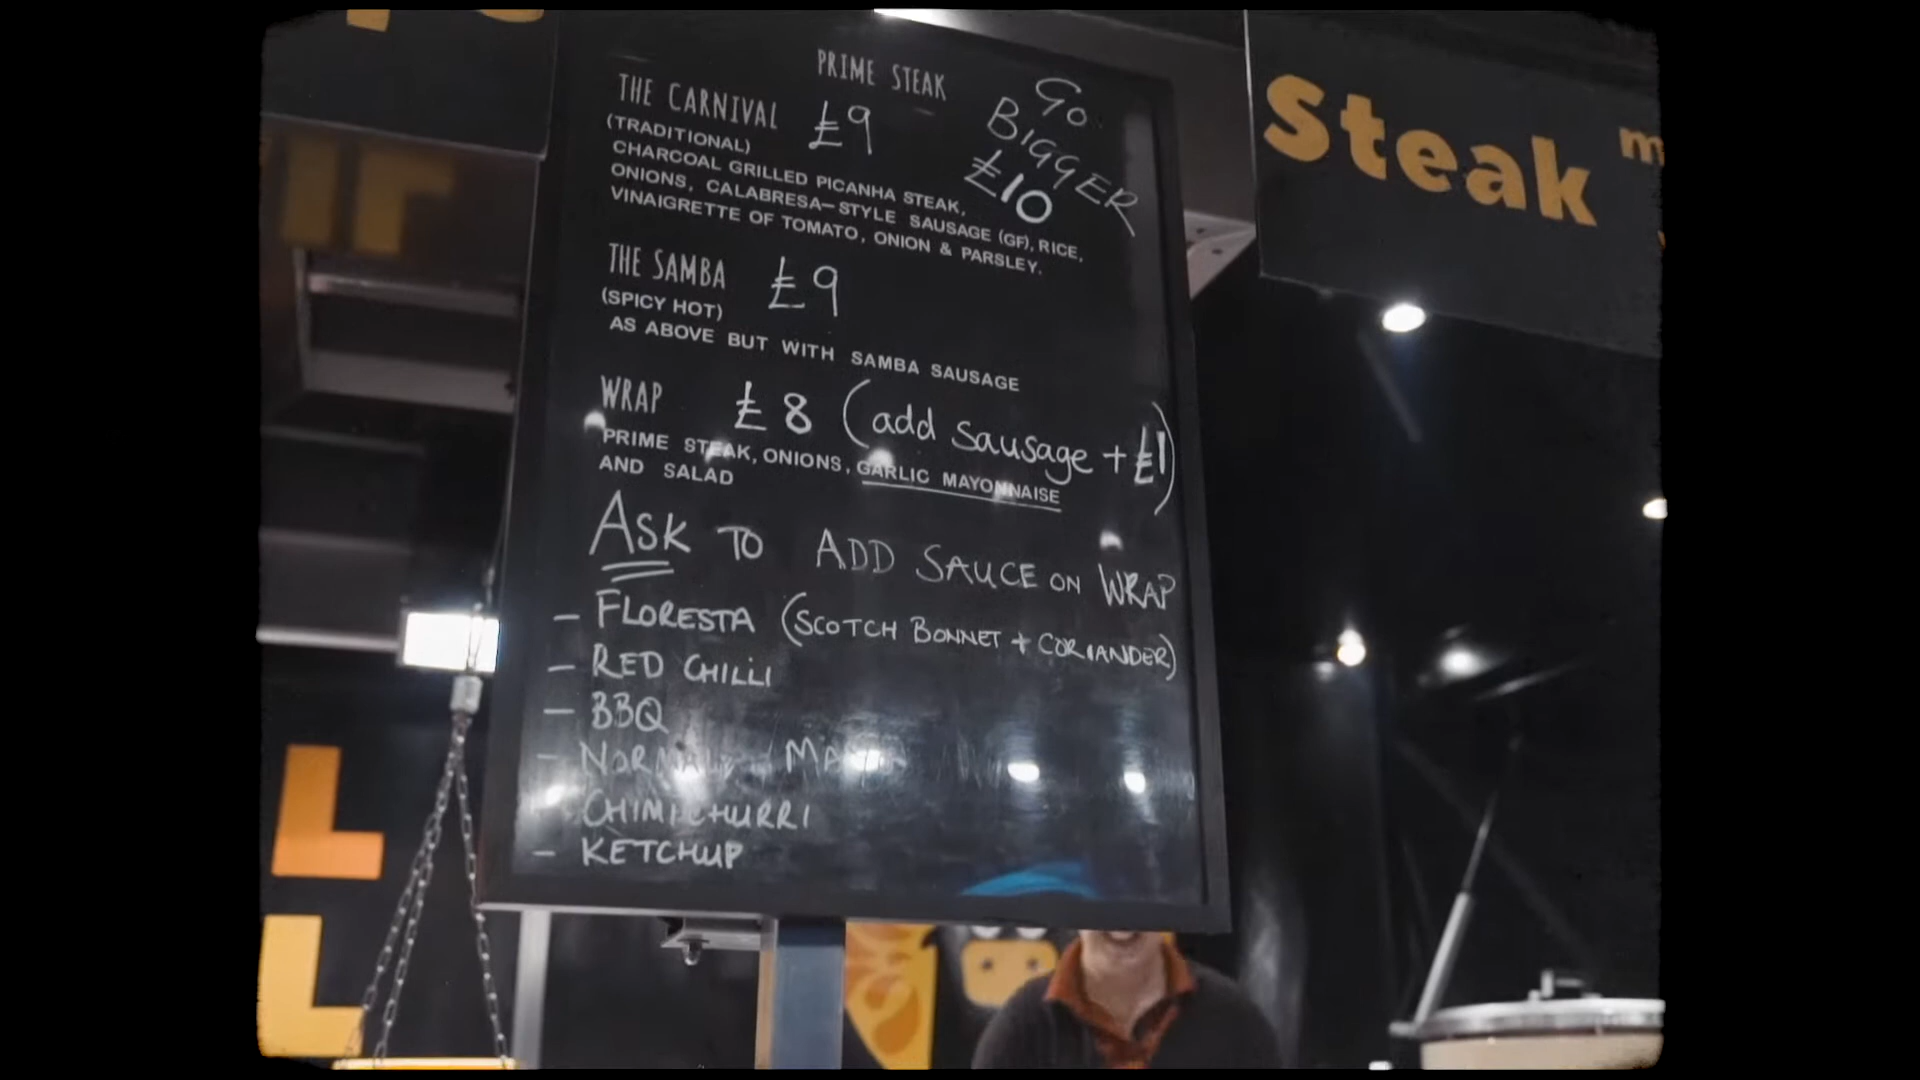 PRIME STEAK
THE CARNIVAL £9
(TRADITIONAL)
CHARCOAL GRILLED PICANHA STEAK,
ONIONS, CALABRESA-STYLE SAUSAGE (GF), RICE,
VINAIGRETTE OF TOMATO, ONION & PARSLEY.
GO
BIGGER
£10
THE SAMBA £9
(SPICY HOT)
AS ABOVE BUT WITH SAMBA SAUSAGE
WRAP £8 (add sausage + £1)
PRIME STEAK, ONIONS, GARLIC MAYONNAISE
AND SALAD
ASK TO ADD SAUCE ON WRAP
- FLORESTA (SCOTCH BONNET + CORIANDER)
- RED CHILLI
- BBQ
- NORMAL
- CHIMICHURRI
- KETCHUP
Steak